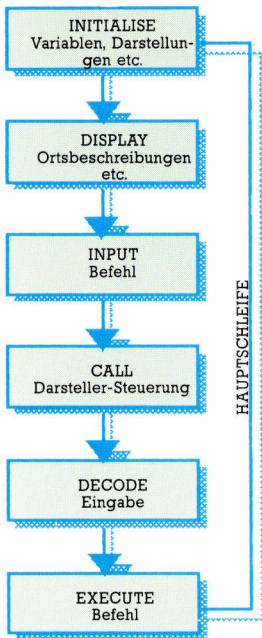 INITIALISE
Variablen, Darstellun-
gen etc.
DISPLAY
Ortsbeschreibungen
etc.
INPUT
Befehl
CALL
Darsteller-Steuerung
DECODE
Eingabe
EXECUTE
Befehl
HAUPTSCHLEIFE